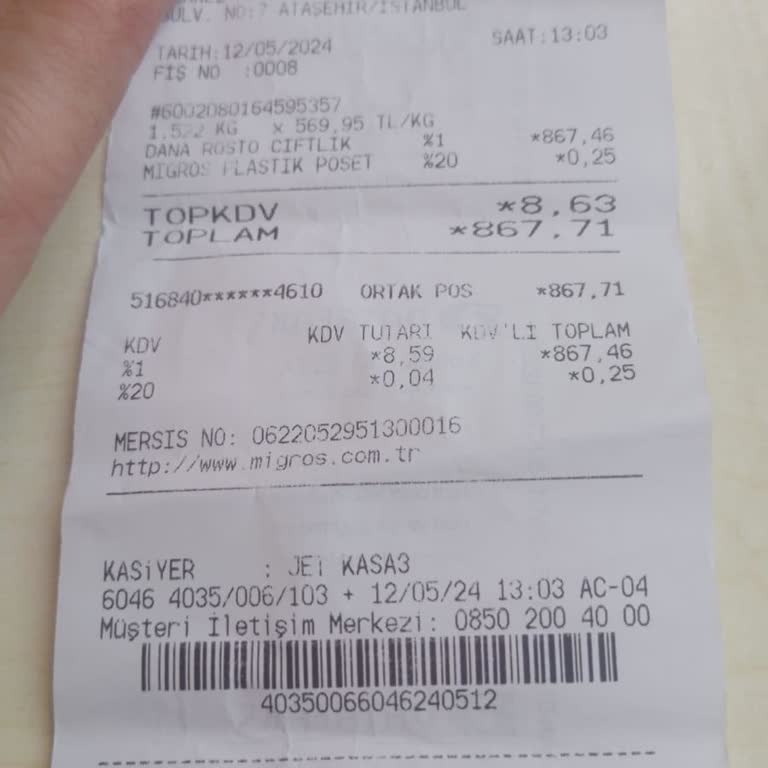 BULV. NO:7 ATAŞEHİR/İSTANBUL
TARİH:12/05/2024 SAAT:13:03
FİŞ NO :0008
#6002080164595357
1.522 KG x 569,95 TL/KG
DANA ROSTO CIFTLIK %1 *867,46
MIGROS PLASTIK POSET %20 *0,25
TOPKDV *8,63
TOPLAM *867,71
516840******4610 ORTAK POS *867,71
KDV KDV TUTARI KDV'LI TOPLAM
%1 *8,59 *867,46
%20 *0,04 *0,25
MERSIS NO: 0622052951300016
http://www.migros.com.tr
KASiYER : JEi KASA3
6046 4035/006/103 + 12/05/24 13:03 AC-04
Müşteri İletişim Merkezi: 0850 200 40 00
40350066046240512